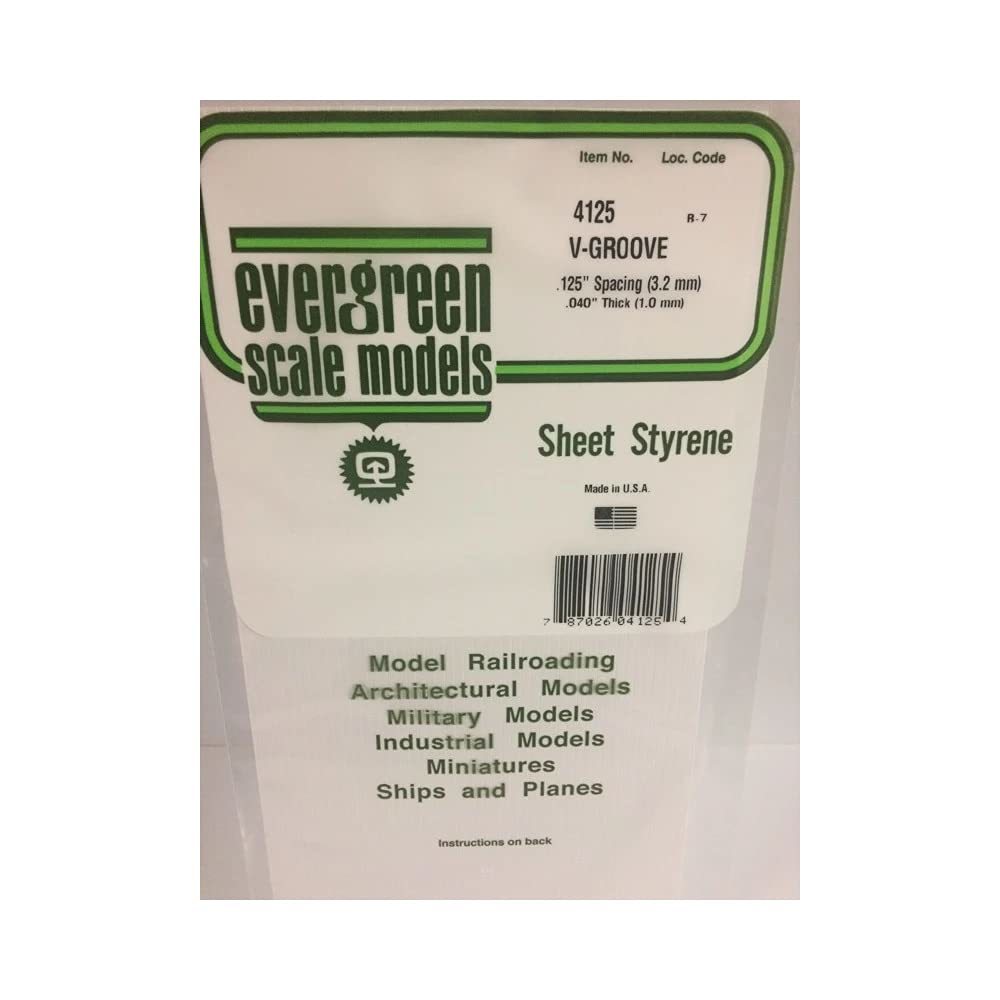 Item No. Loc. Code
4125 R-7
V-GROOVE
.125" Spacing (3.2 mm)
.040" Thick (1.0 mm)
evergreen
scale models
Sheet Styrene
Made in U.S.A.
7 87026 04125 4
Model Railroading
Architectural Models
Military Models
Industrial Models
Miniatures
Ships and Planes
Instructions on back